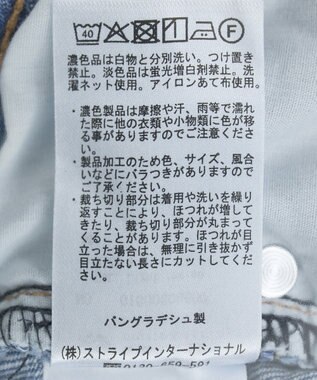 40 F
濃色品は白物と分別洗い。つけ置き
禁止。淡色品は蛍光増白剤禁止。洗
濯ネット使用。アイロンあて布使用。
・濃色製品は摩擦や汗、雨等で濡れ
た際に他の衣類や小物類に色が移
る事がありますのでご注意くださ
い。
・製品加工のため色、サイズ、風合
いなどにバラつきがありますので
ご了承ください。
・裁ち切り部分は着用や洗いを繰り
返すことにより、ほつれが増して
きたり、裁ち切り部分が丸まって
くることがあります。ほつれが目
立った場合は、無理に引き抜かず
目立たない長さにカットしてくだ
さい。
バングラデシュ製
(株)ストライプインターナショナル